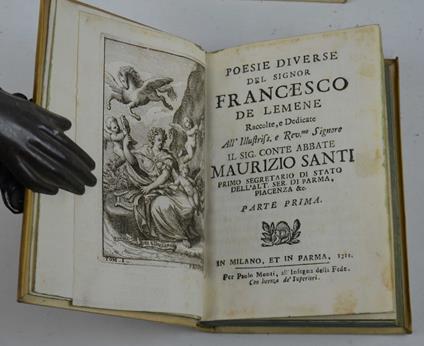 POESIE DIVERSE
DEL SIGNOR
FRANCESCO
DE LEMENE
Raccolte, e Dedicate
All' Illustriss. e Rev.mo Signore
IL SIG. CONTE ABBATE
MAURIZIO SANTI
PRIMO SEGRETARIO DI STATO
DELL'ALT. SER. DI PARMA,
PIACENZA &c.
PARTE PRIMA.
IN MILANO, ET IN PARMA, 1711.
Per Paolo Monti, all' Insegna della Fede.
Con licenza de' Superiori.
TOM. I.